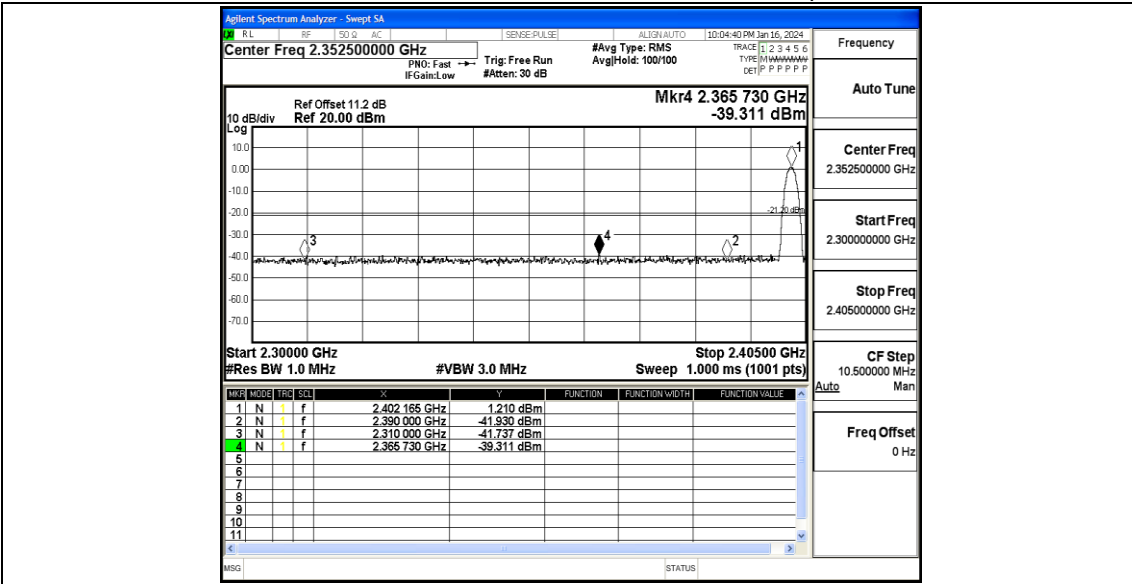 Agilent Spectrum Analyzer - Swept SA
LXI RL RF 50 Ω AC SENSE:PULSE ALIGN AUTO 10:04:40 PM Jan 16, 2024
Center Freq 2.352500000 GHz #Avg Type: RMS TRACE 1 2 3 4 5 6
PNO: Fast Trig: Free Run Avg|Hold: 100/100 TYPE M WWWWW
IFGain:Low #Atten: 30 dB DET P P P P P P
Mkr4 2.365 730 GHz
-39.311 dBm
Ref Offset 11.2 dB
10 dB/div Ref 20.00 dBm
Log
10.0
0.00
-10.0
-20.0
-30.0
-40.0
-50.0
-60.0
-70.0
1
-21.20 dBm
3
4
2
Start 2.30000 GHz Stop 2.40500 GHz
#Res BW 1.0 MHz #VBW 3.0 MHz Sweep 1.000 ms (1001 pts)
MKR MODE TRC SCL X Y FUNCTION FUNCTION WIDTH FUNCTION VALUE
1 N 1 f 2.402 165 GHz 1.210 dBm
2 N 1 f 2.390 000 GHz -41.930 dBm
3 N 1 f 2.310 000 GHz -41.737 dBm
4 N 1 f 2.365 730 GHz -39.311 dBm
5
6
7
8
9
10
11
MSG STATUS
Frequency
Auto Tune
Center Freq
2.352500000 GHz
Start Freq
2.300000000 GHz
Stop Freq
2.405000000 GHz
CF Step
10.500000 MHz
Auto Man
Freq Offset
0 Hz